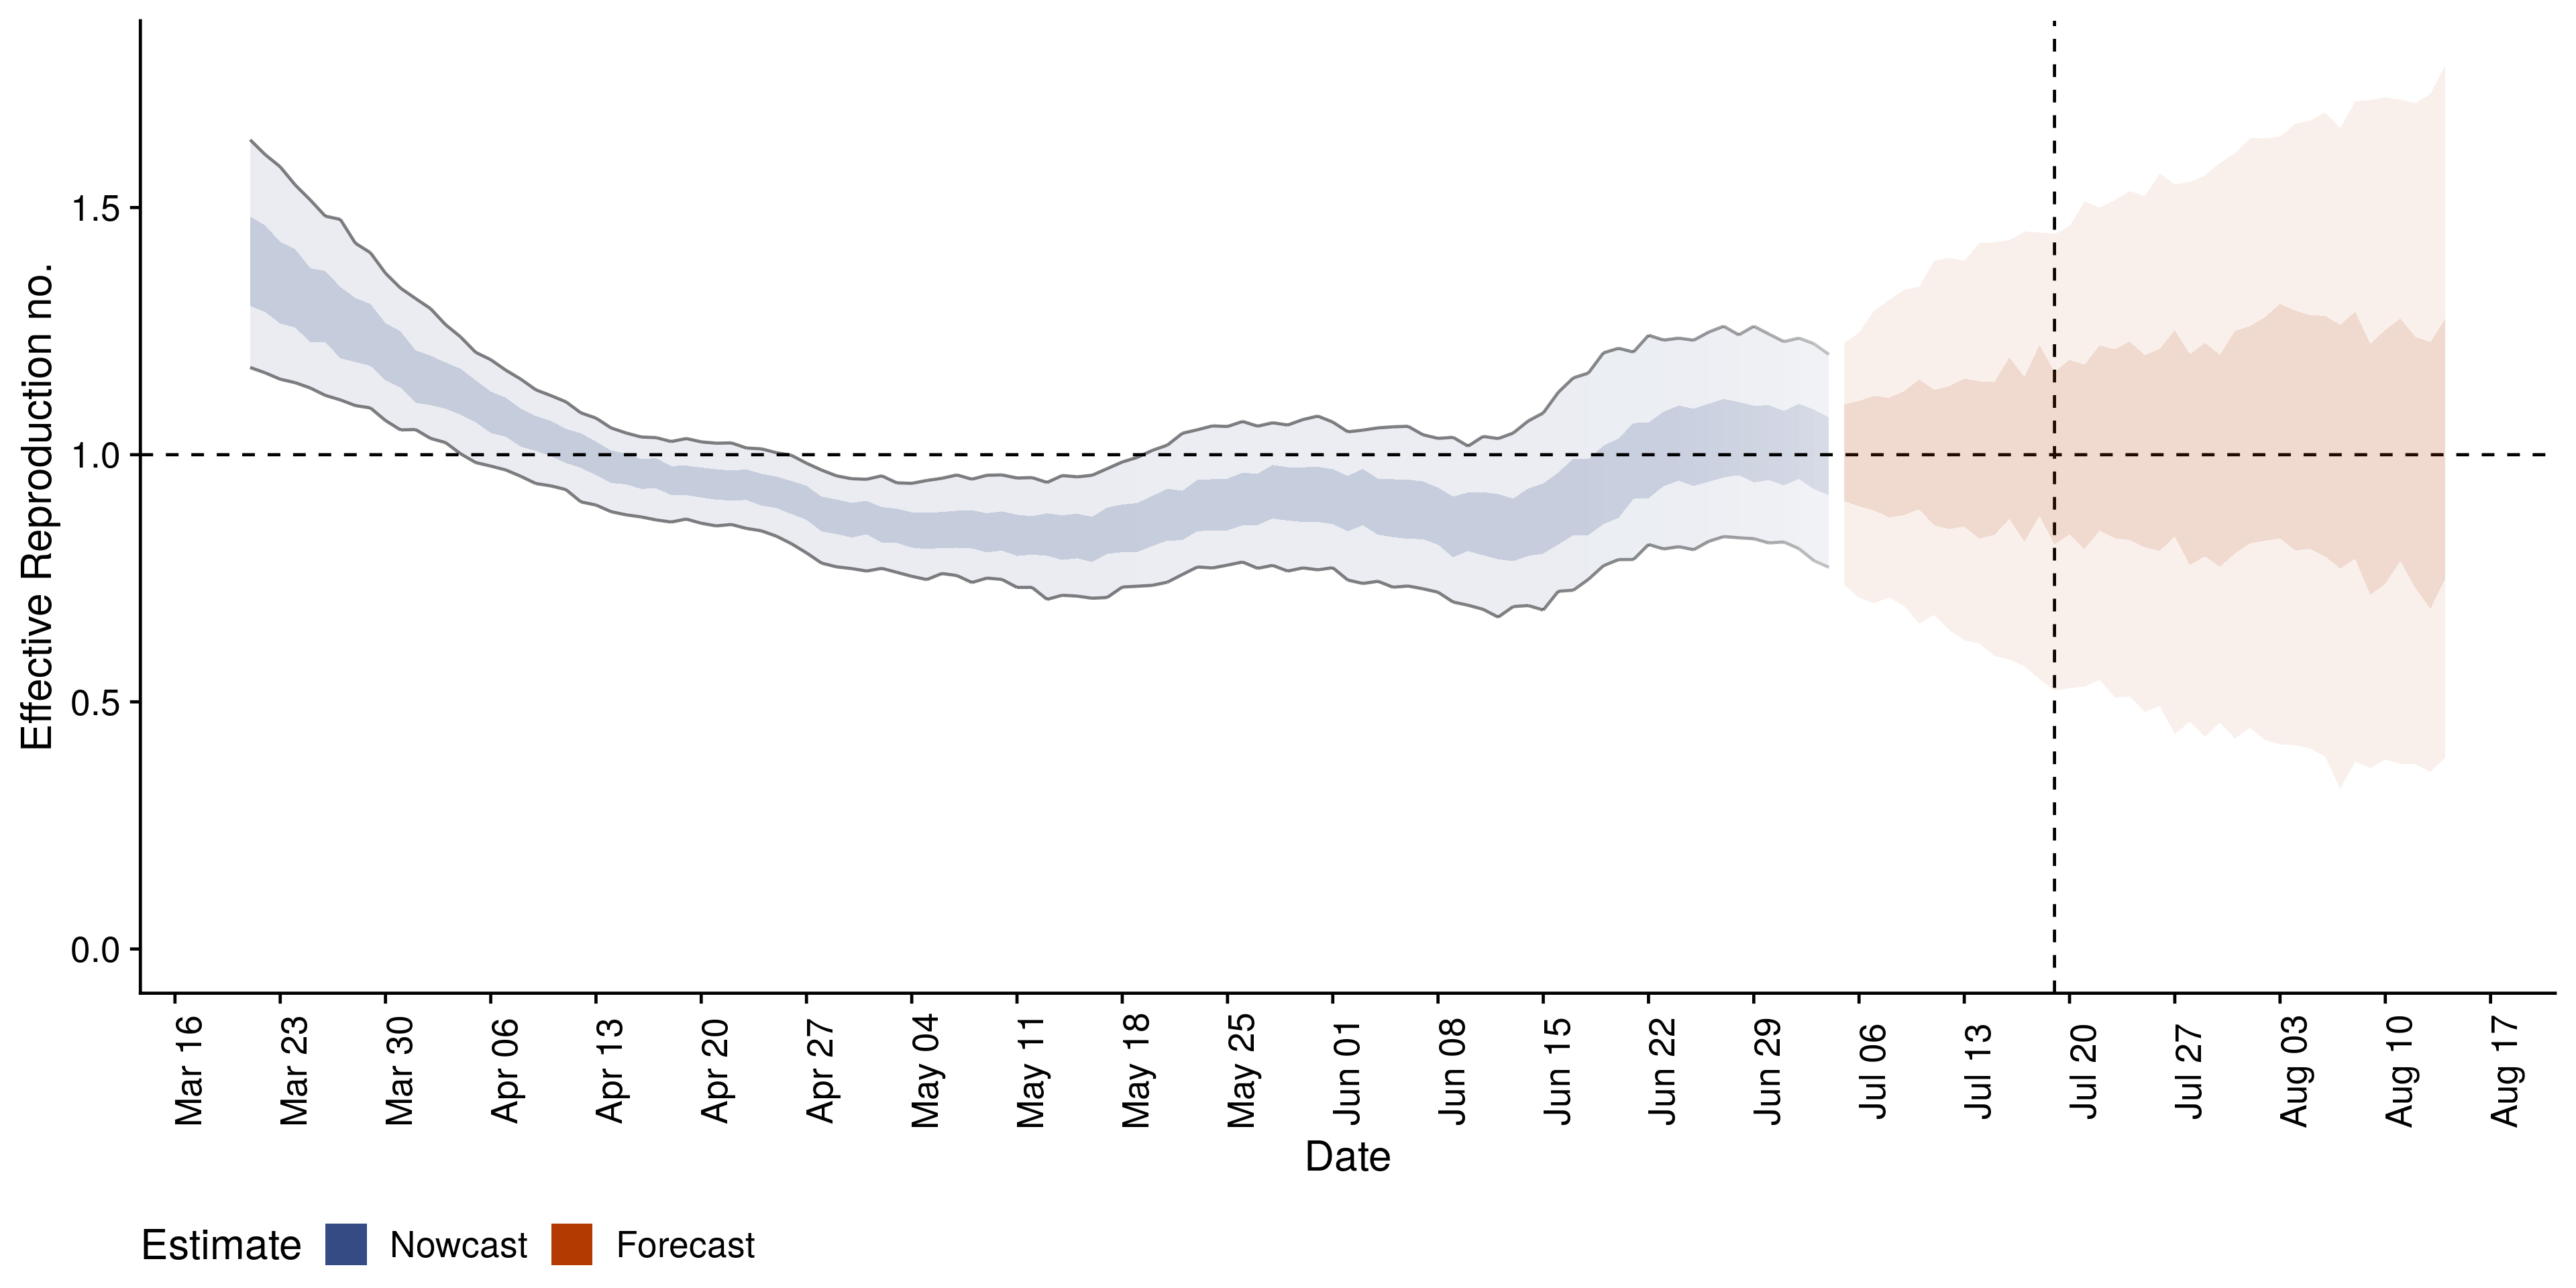 Effective Reproduction no.
1.5
1.0
0.5
0.0
Mar 16
Mar 23
Mar 30
Apr 06
Apr 13
Apr 20
Apr 27
May 04
May 11
May 18
May 25
Jun 01
Jun 08
Jun 15
Jun 22
Jun 29
Jul 06
Jul 13
Jul 20
Jul 27
Aug 03
Aug 10
Aug 17
Date
Estimate Nowcast Forecast